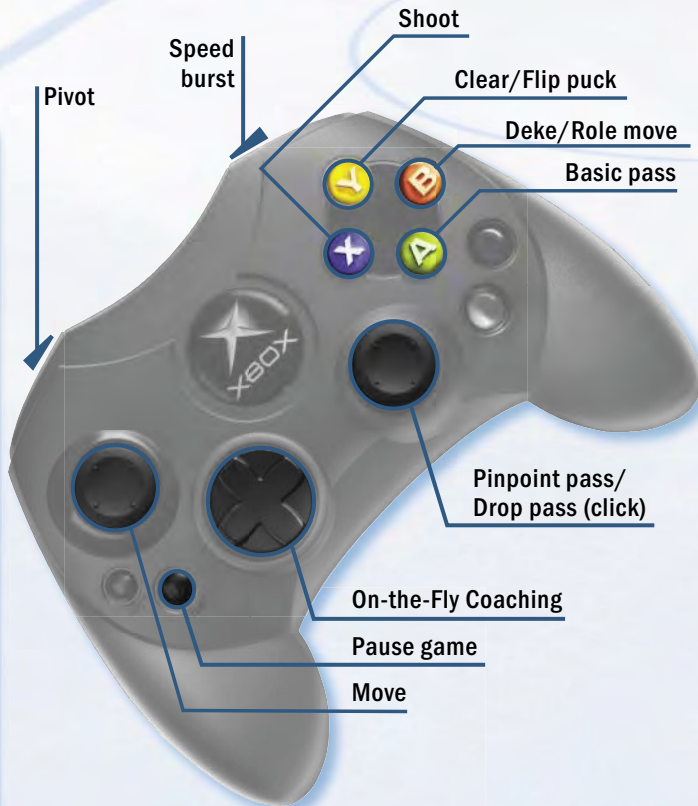 Shoot
Speed
burst
Pivot
Clear/Flip puck
Deke/Role move
Basic pass
Y
B
X
A
XBOX
Pinpoint pass/
Drop pass (click)
On-the-Fly Coaching
Pause game
Move